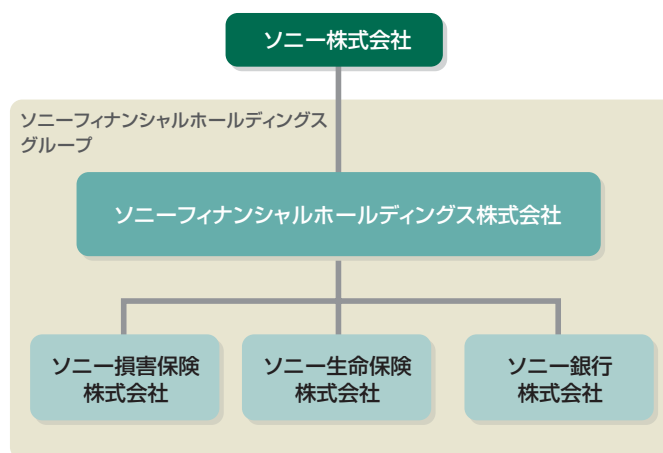 ソニー株式会社
ソニーフィナンシャルホールディングス
グループ
ソニーフィナンシャルホールディングス株式会社
ソニー損害保険
株式会社
ソニー生命保険
株式会社
ソニー銀行
株式会社